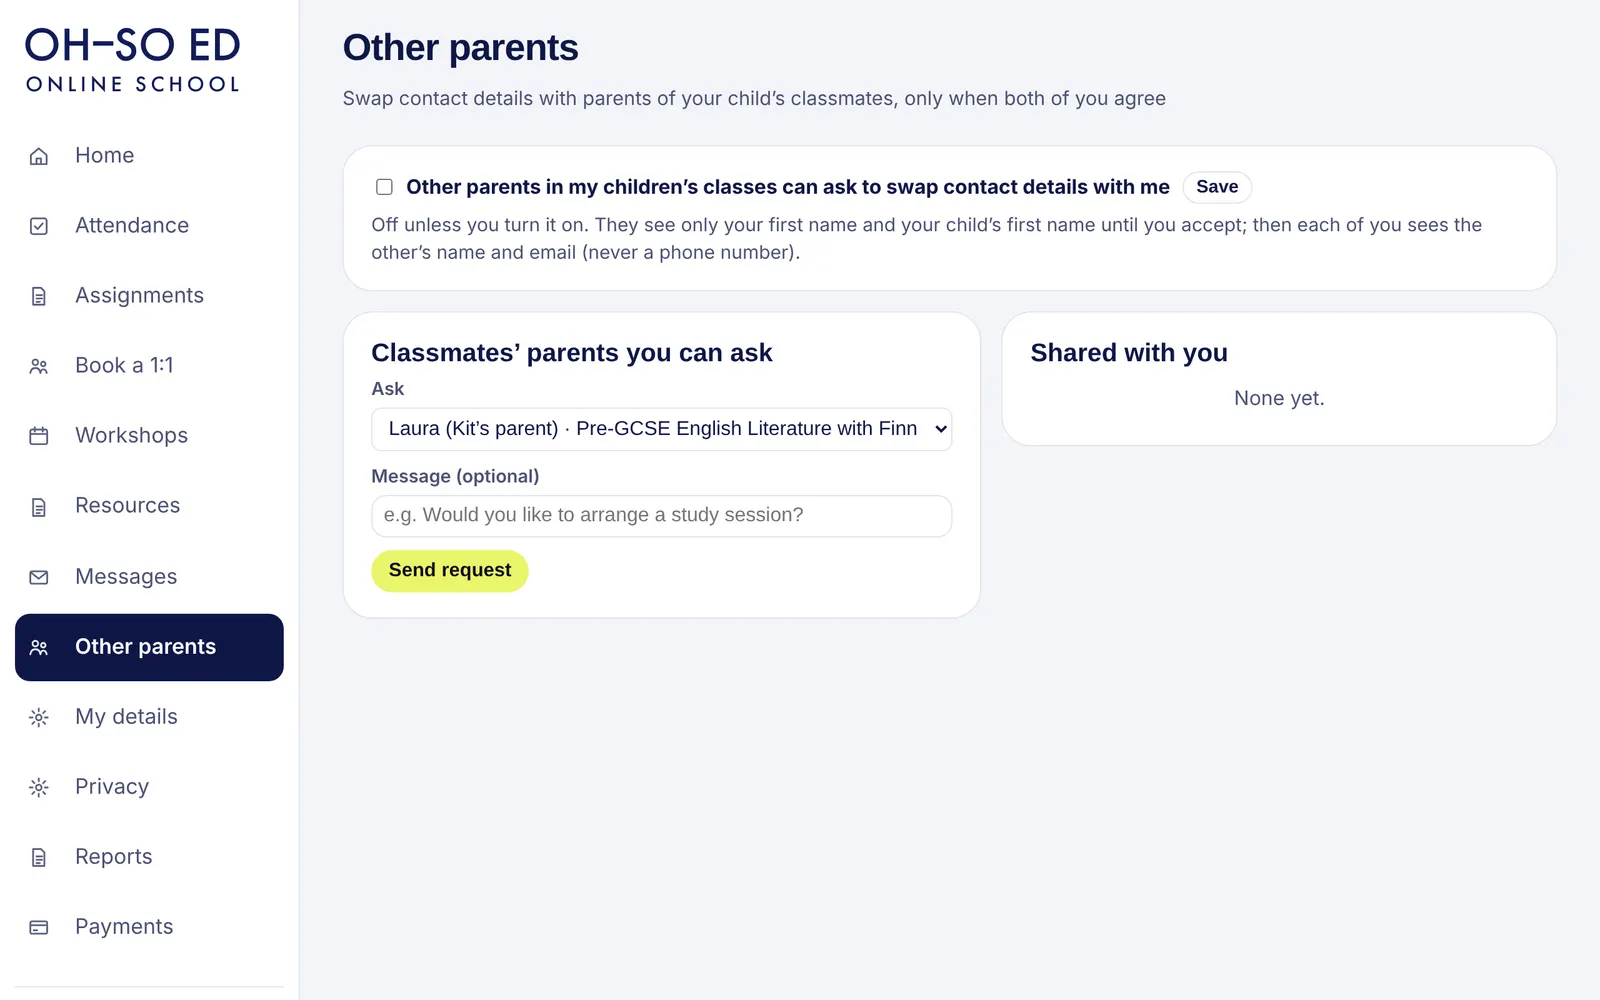 OH–SO ED
ONLINE SCHOOL
Home
Attendance
Assignments
Book a 1:1
Workshops
Resources
Messages
Other parents
My details
Privacy
Reports
Payments
Other parents
Swap contact details with parents of your child’s classmates, only when both of you agree
Other parents in my children’s classes can ask to swap contact details with me
Save
Off unless you turn it on. They see only your first name and your child’s first name until you accept; then each of you sees the
other’s name and email (never a phone number).
Classmates’ parents you can ask
Ask
Laura (Kit’s parent) · Pre-GCSE English Literature with Finn
Message (optional)
e.g. Would you like to arrange a study session?
Send request
Shared with you
None yet.